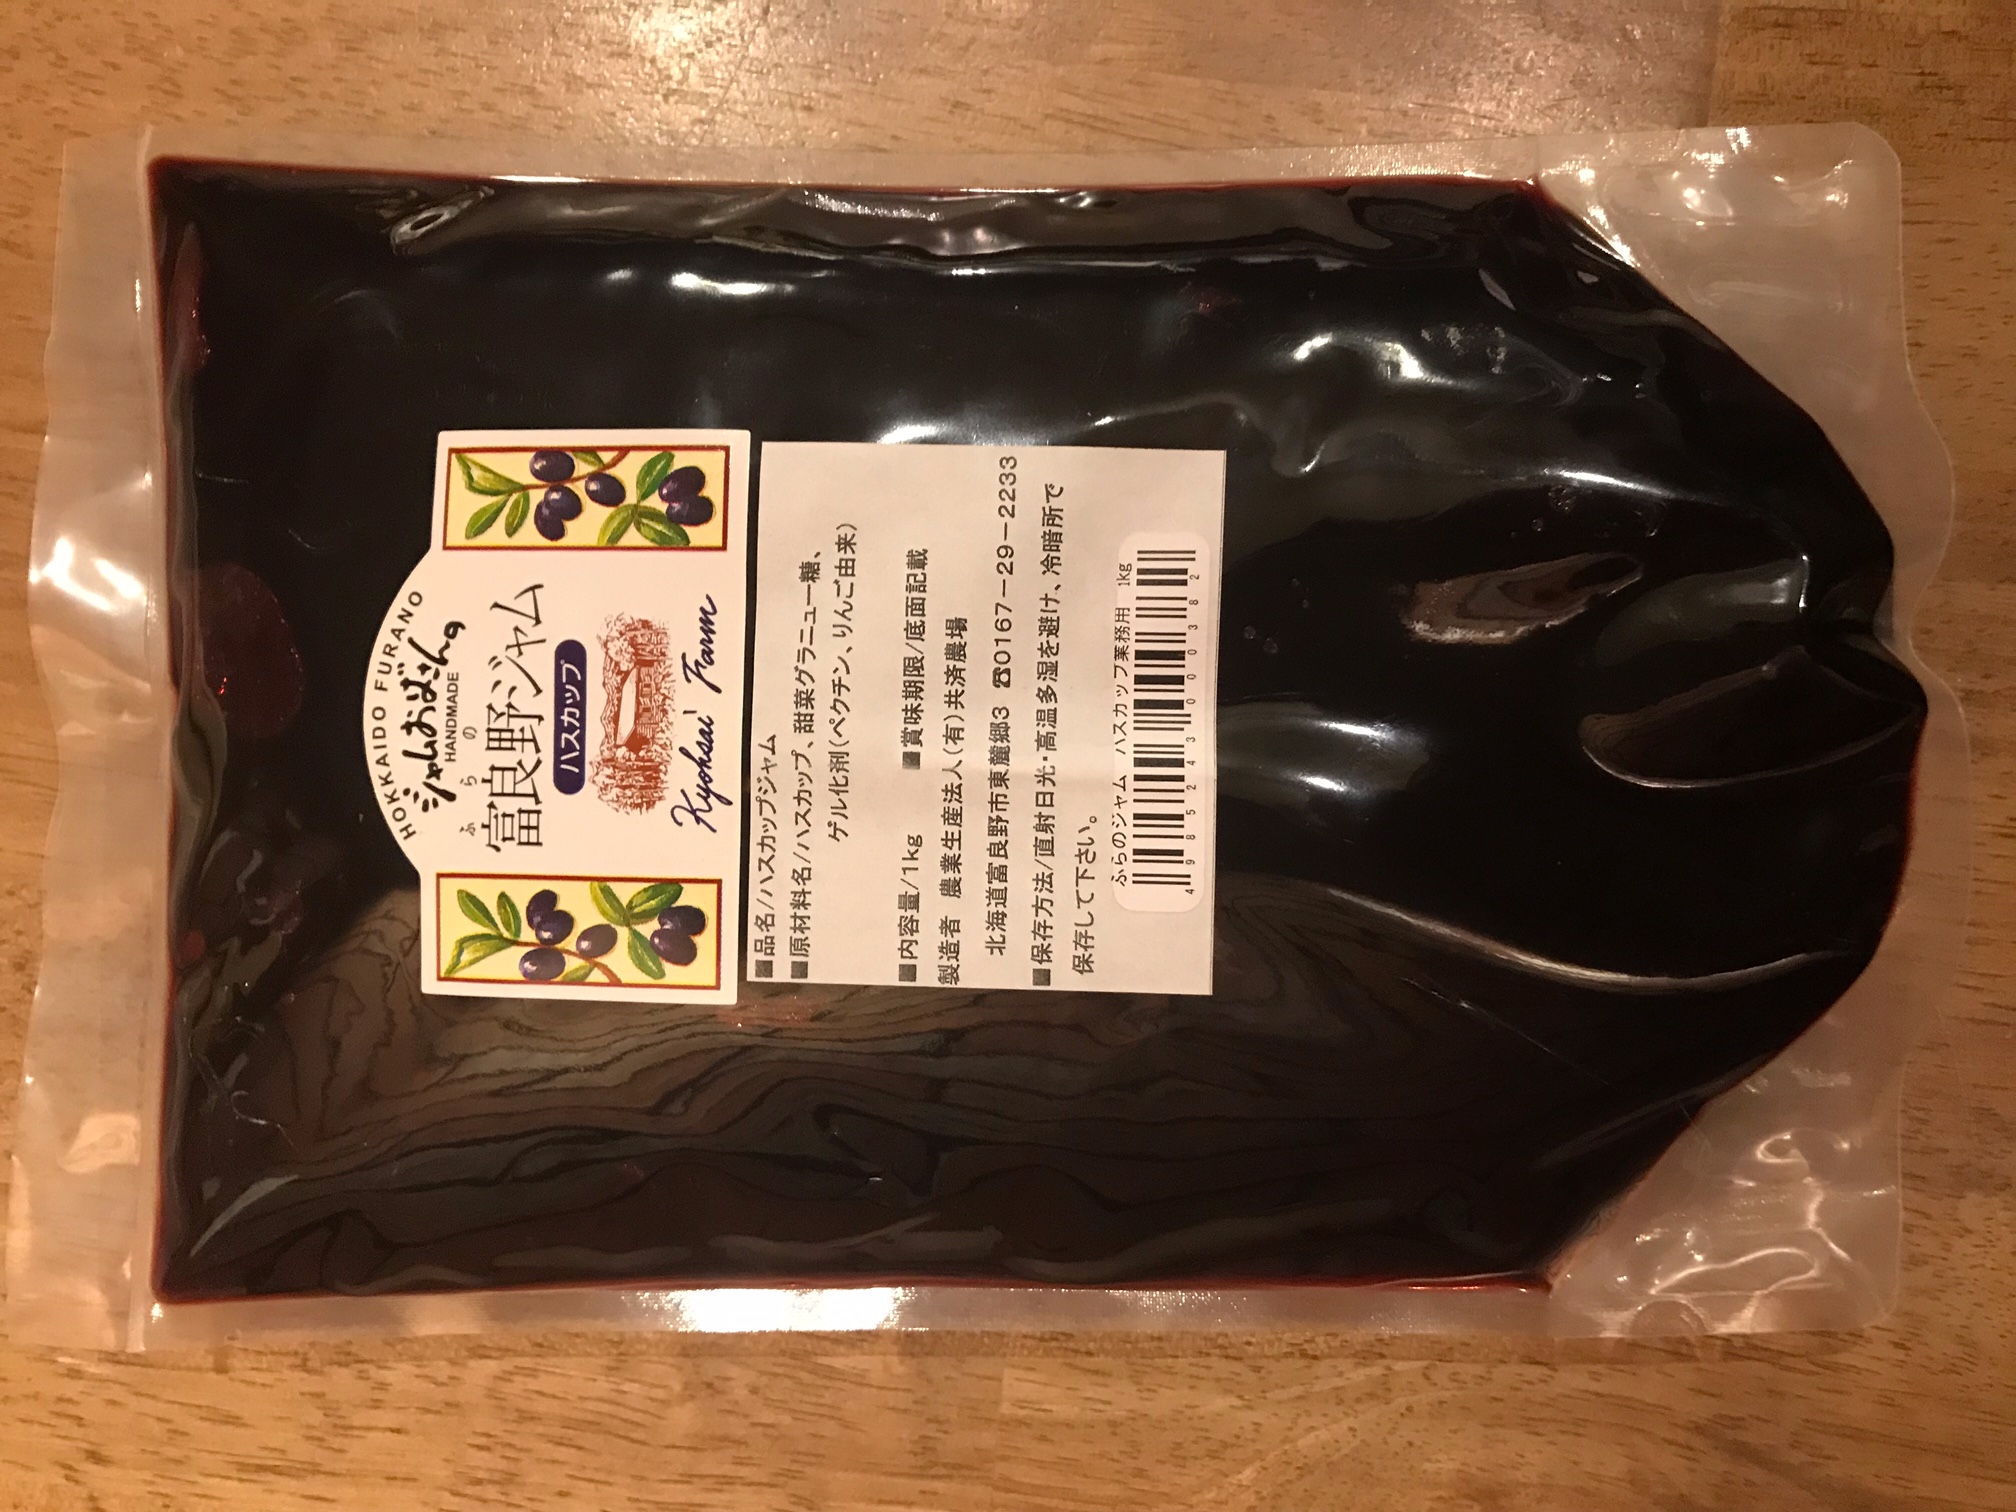 HOKKAIDO FURANO
ジャムおばさんの
HANDMADE
ふらの
富良野ジャム
ハスカップ
Kyohsai Farm
■品名/ハスカップジャム
■原材料名/ハスカップ、甜菜グラニュー糖、
ゲル化剤(ペクチン、りんご由来)
■内容量/1kg ■賞味期限/底面記載
製造者 農業生産法人(有)共済農場
北海道富良野市東麓郷3 ☎0167-29-2233
■保存方法/直射日光・高温多湿を避け、冷暗所で
保存して下さい。
ふらのジャム ハスカップ業務用 1kg
4985243000382